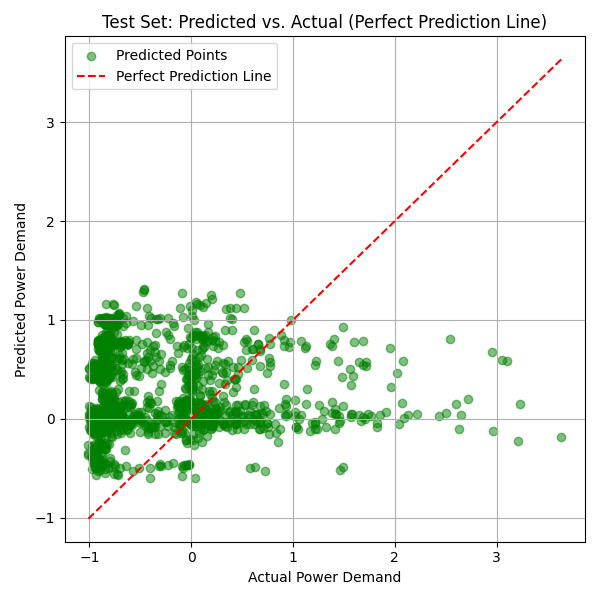 Test Set: Predicted vs. Actual (Perfect Prediction Line)
Predicted Points
Perfect Prediction Line
3
2
1
0
−1
Predicted Power Demand
−1 0 1 2 3
Actual Power Demand